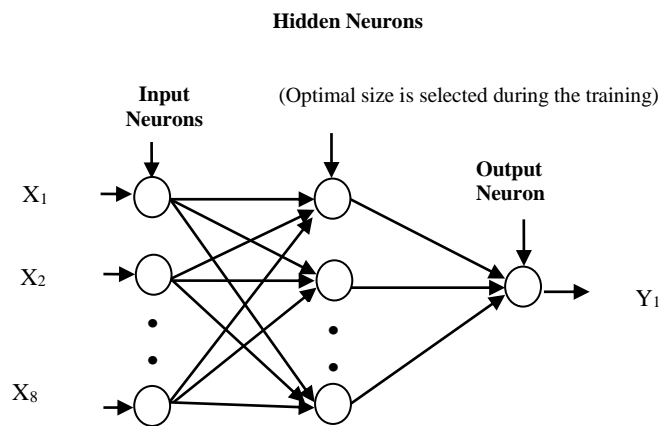 Hidden Neurons
(Optimal size is selected during the training)
Input
Neurons
Output
Neuron
X1
X2
X8
Y1